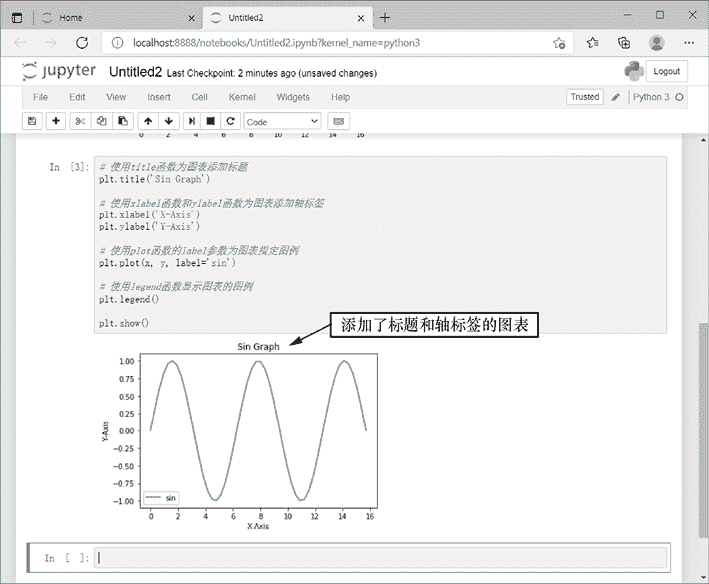 Home
Untitled2
localhost:8888/notebooks/Untitled2.ipynb?kernel_name=python3
jupyter Untitled2 Last Checkpoint: 2 minutes ago (unsaved changes)
Logout
File Edit View Insert Cell Kernel Widgets Help
Trusted Python 3
Code
0 2 4 6 8 10 12 14 16
In [3]:
# 使用title函数为图表添加标题
plt.title('Sin Graph')
# 使用xlabel函数和ylabel函数为图表添加轴标签
plt.xlabel('X-Axis')
plt.ylabel('Y-Axis')
# 使用plot函数的label参数为图表指定图例
plt.plot(x, y, label='sin')
# 使用legend函数显示图表的图例
plt.legend()
plt.show()
添加了标题和轴标签的图表
Sin Graph
1.00
0.75
0.50
0.25
0.00
−0.25
−0.50
−0.75
−1.00
Y-Axis
sin
0 2 4 6 8 10 12 14 16
X-Axis
In [ ]: